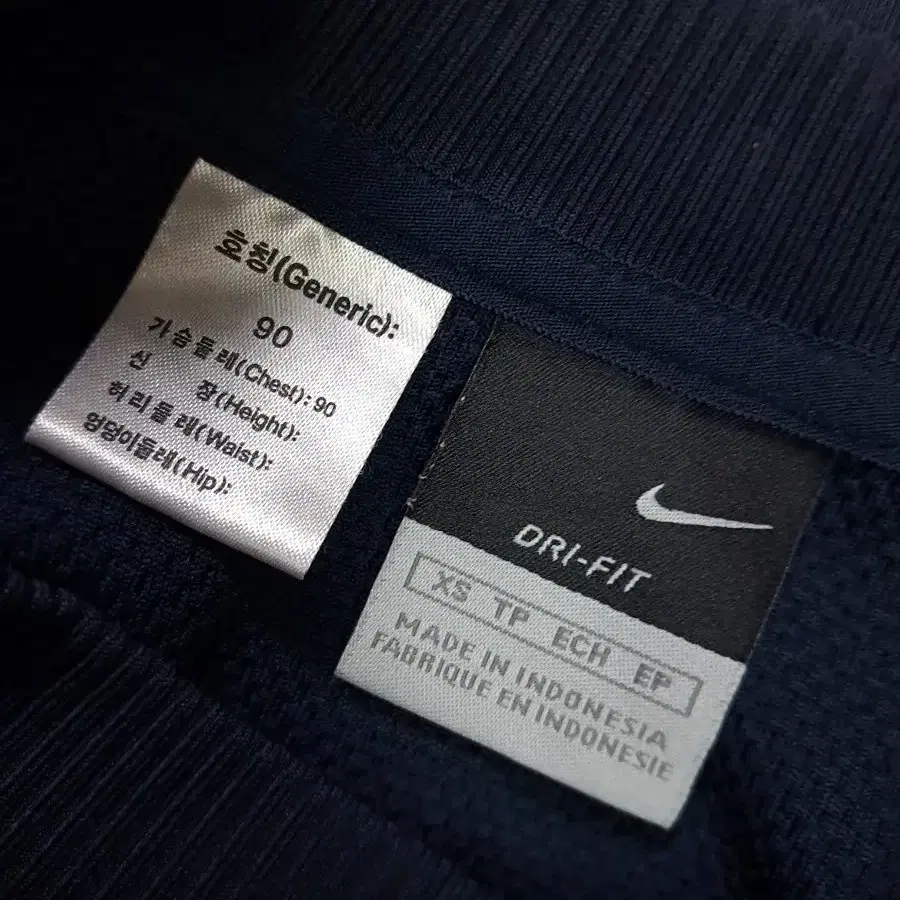 호칭(Generic):
90
가슴둘레(Chest): 90
신 장(Height):
허리둘레(Waist):
엉덩이둘레(Hip):
DRI-FIT
XS TP ECH EP
MADE IN INDONESIA
FABRIQUE EN INDONESIE